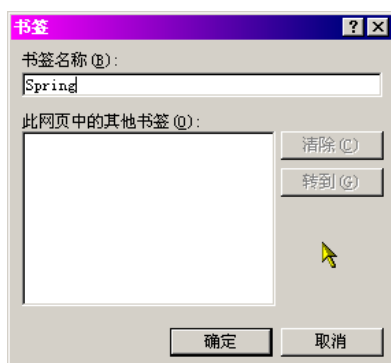 书签
书签名称(B):
Spring
此网页中的其他书签(O):
清除(C)
转到(G)
确定
取消